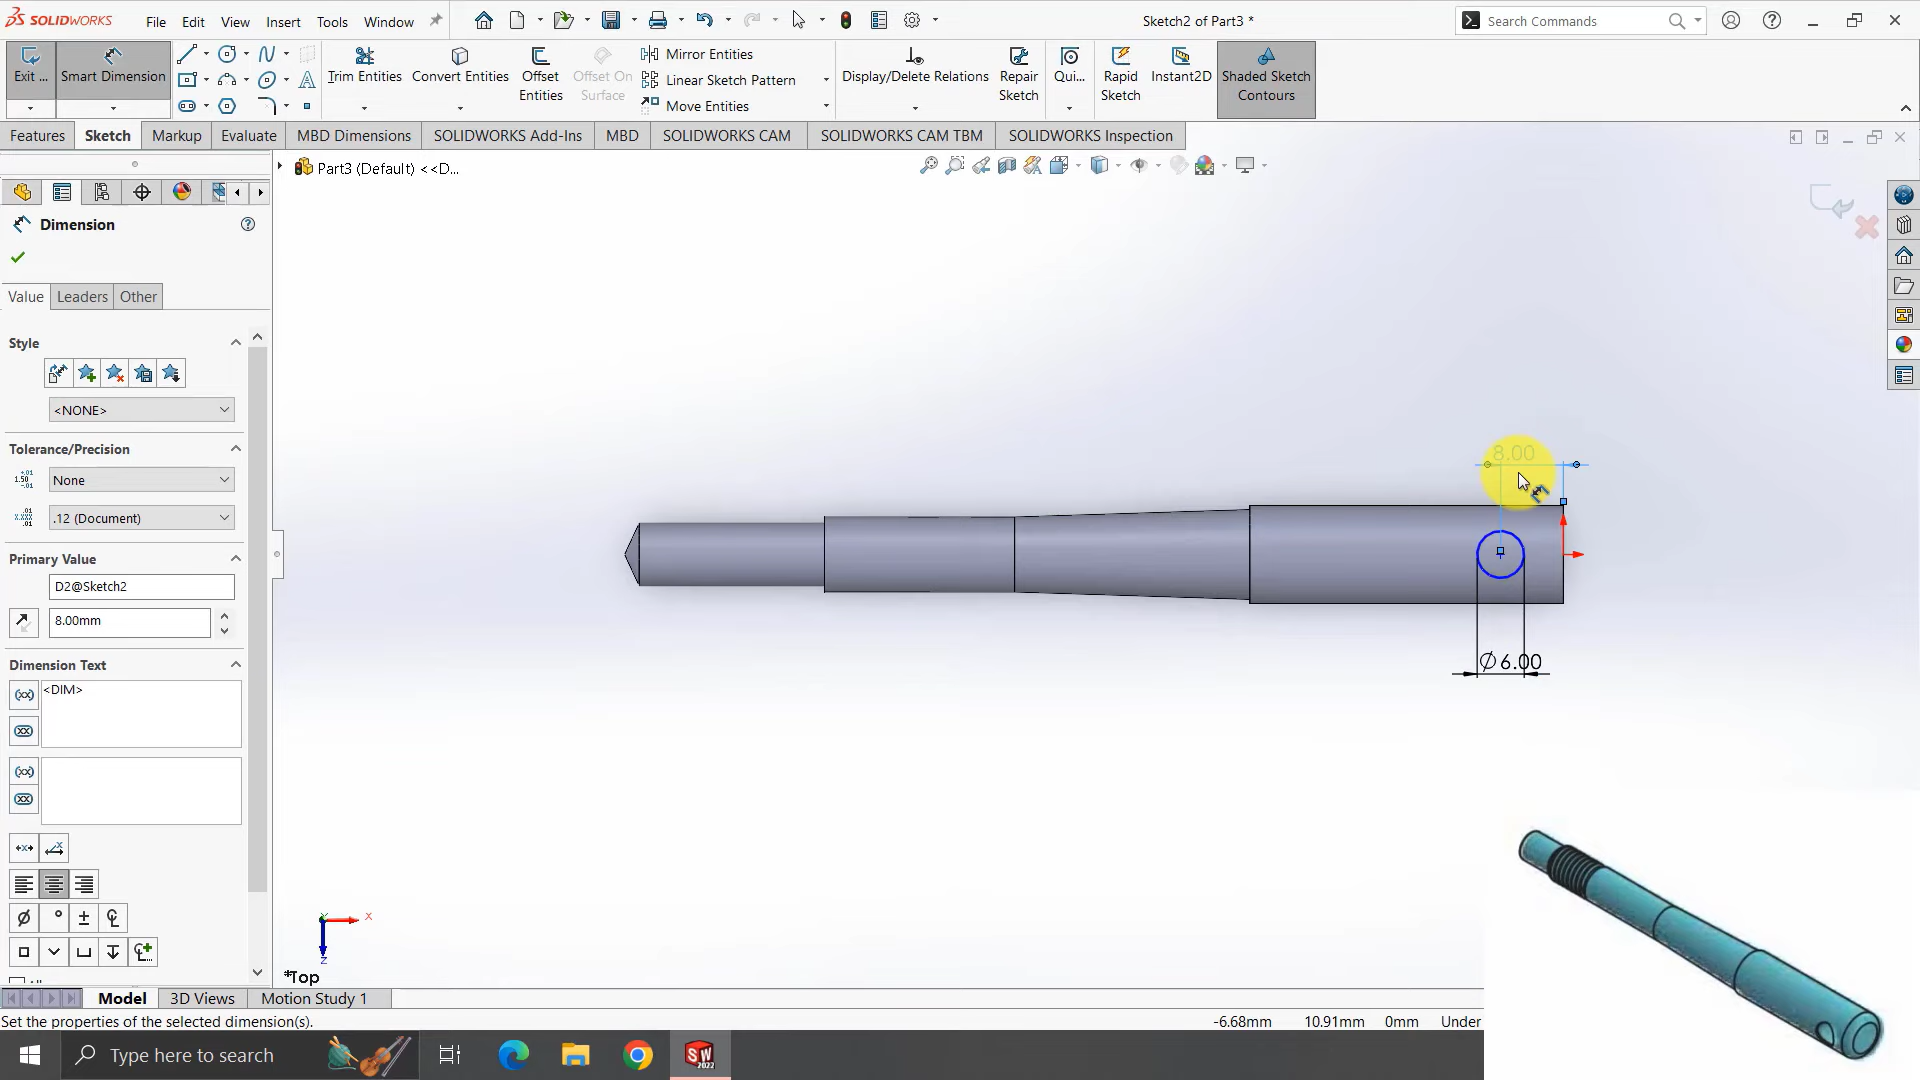 SOLIDWORKS File Edit View Insert Tools Window
Sketch2 of Part3 *
Search Commands
Exit ...
Smart Dimension
Trim Entities
Convert Entities
Offset Entities
Offset On Surface
Mirror Entities
Linear Sketch Pattern
Move Entities
Display/Delete Relations
Repair Sketch
Qui...
Rapid Sketch
Instant2D
Shaded Sketch Contours
Features Sketch Markup Evaluate MBD Dimensions SOLIDWORKS Add-Ins MBD SOLIDWORKS CAM SOLIDWORKS CAM TBM SOLIDWORKS Inspection
Part3 (Default) <<D...
Dimension
Value Leaders Other
Style
<NONE>
Tolerance/Precision
None
.12 (Document)
Primary Value
D2@Sketch2
8.00mm
Dimension Text
<DIM>
8.00
Ø6.00
X
Z
*Top
Model 3D Views Motion Study 1
Set the properties of the selected dimension(s).
-6.68mm 10.91mm 0mm Under
Type here to search
SW
2022